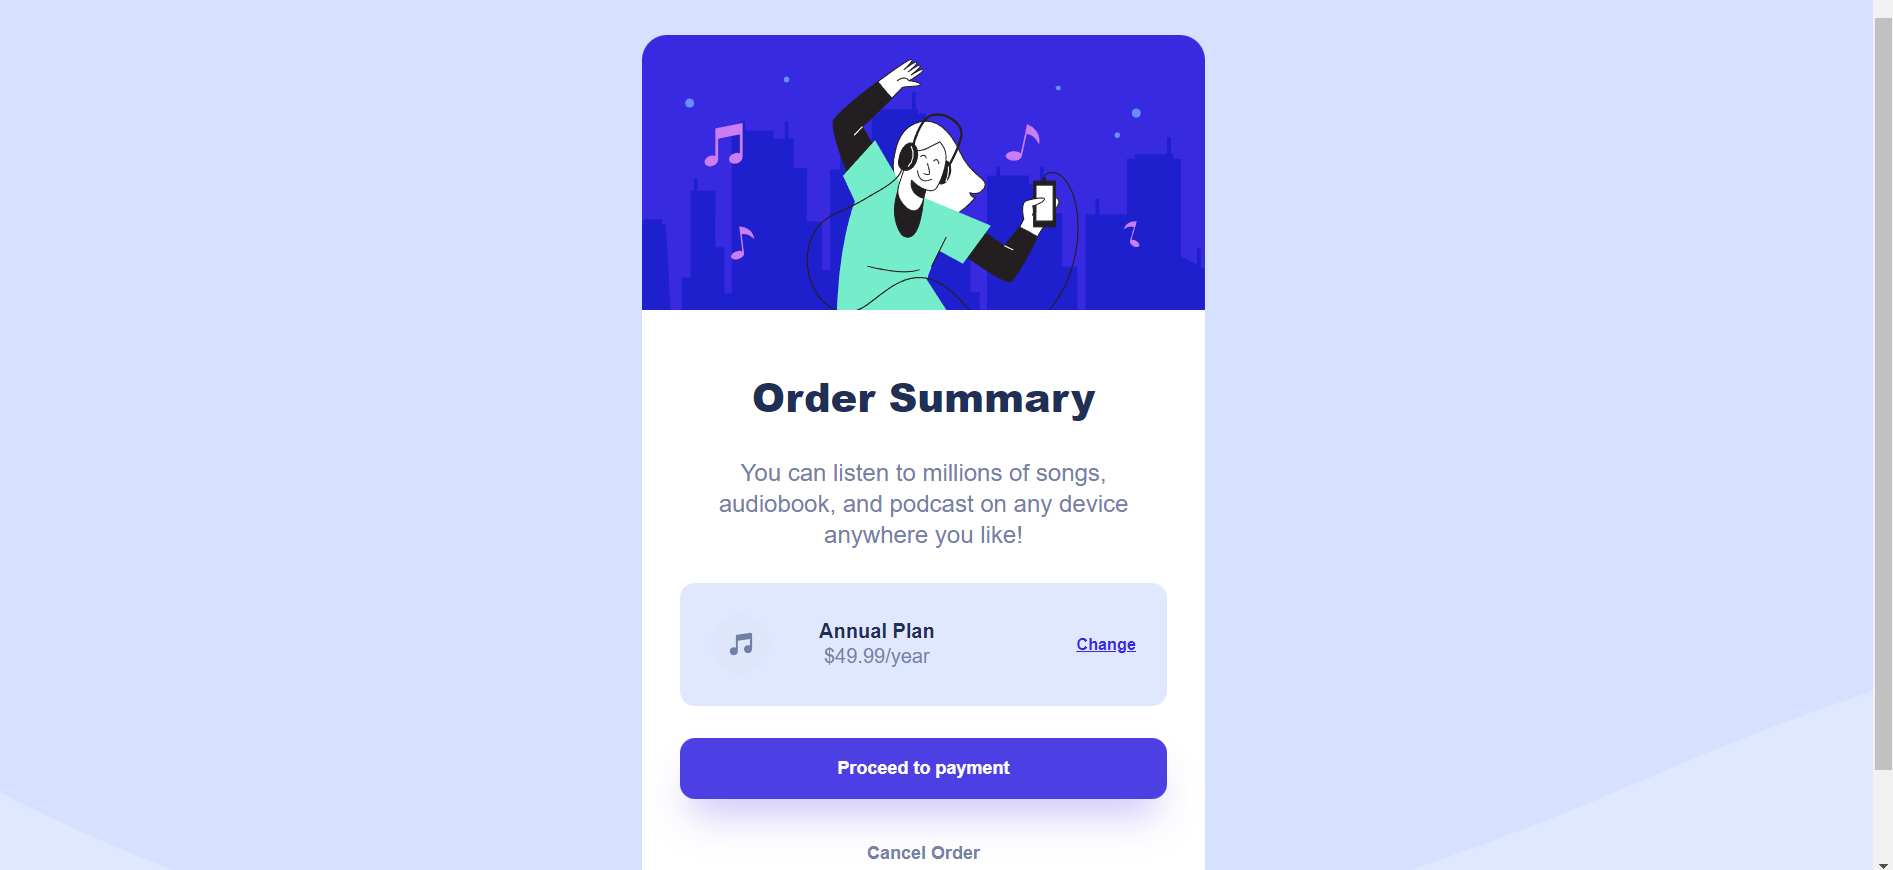 Order Summary
You can listen to millions of songs,
audiobook, and podcast on any device
anywhere you like!
Annual Plan
$49.99/year
Change
Proceed to payment
Cancel Order